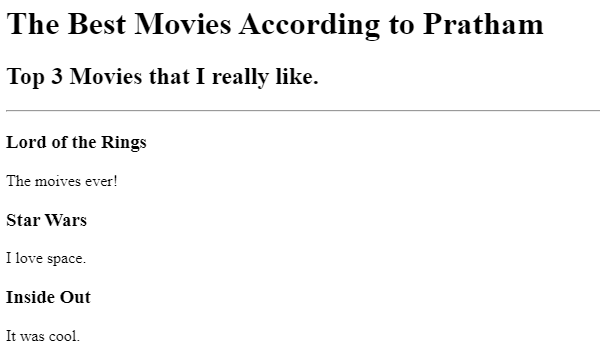 The Best Movies According to Pratham
Top 3 Movies that I really like.
Lord of the Rings
The moives ever!
Star Wars
I love space.
Inside Out
It was cool.